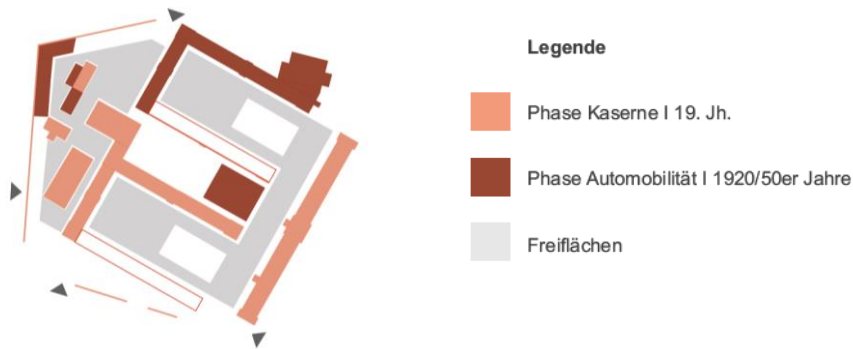 Legende
Phase Kaserne I 19. Jh.
Phase Automobilität I 1920/50er Jahre
Freiflächen